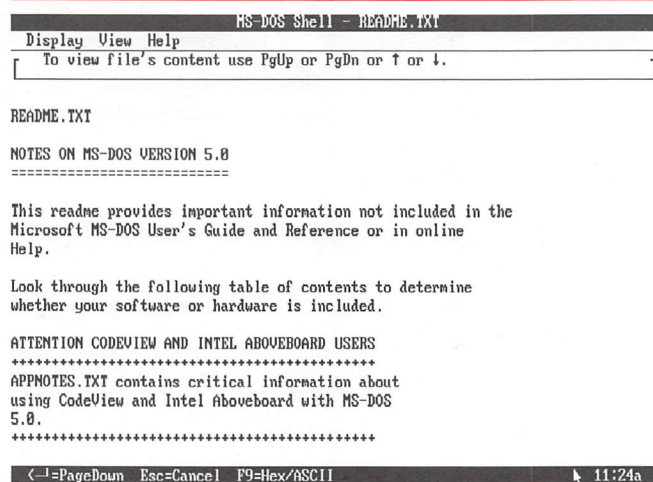 MS-DOS Shell - README.TXT
Display View Help
To view file's content use PgUp or PgDn or ↑ or ↓.
README.TXT
NOTES ON MS-DOS VERSION 5.0
===========================
This readme provides important information not included in the
Microsoft MS-DOS User's Guide and Reference or in online
Help.
Look through the following table of contents to determine
whether your software or hardware is included.
ATTENTION CODEVIEW AND INTEL ABOVEBOARD USERS
+++++++++++++++++++++++++++++++++++++++++++++
APPNOTES.TXT contains critical information about
using CodeView and Intel Aboveboard with MS-DOS
5.0.
+++++++++++++++++++++++++++++++++++++++++++++
<─┘=PageDown Esc=Cancel F9=Hex/ASCII 11:24a